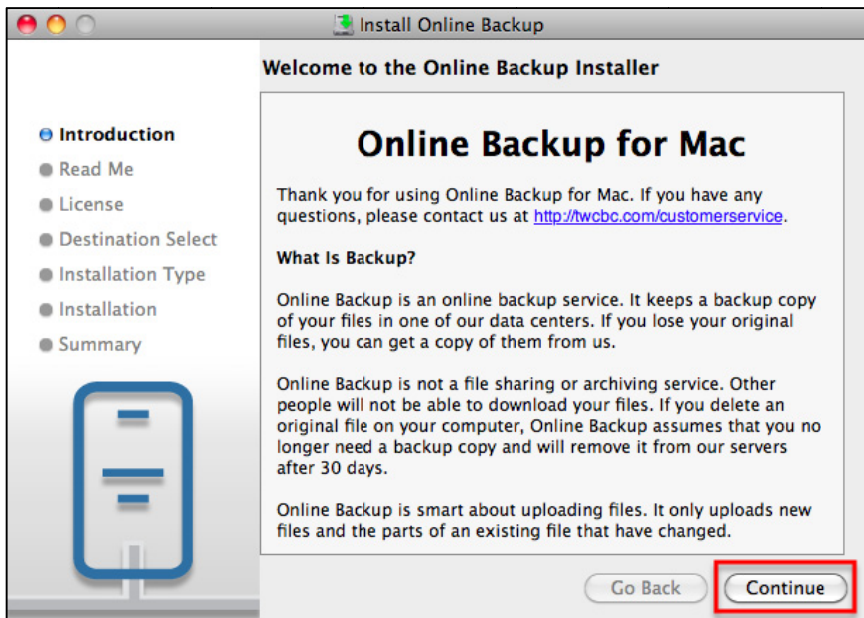 Install Online Backup
Welcome to the Online Backup Installer
Introduction
Read Me
License
Destination Select
Installation Type
Installation
Summary
Online Backup for Mac
Thank you for using Online Backup for Mac. If you have any
questions, please contact us at http://twcbc.com/customerservice.
What Is Backup?
Online Backup is an online backup service. It keeps a backup copy
of your files in one of our data centers. If you lose your original
files, you can get a copy of them from us.
Online Backup is not a file sharing or archiving service. Other
people will not be able to download your files. If you delete an
original file on your computer, Online Backup assumes that you no
longer need a backup copy and will remove it from our servers
after 30 days.
Online Backup is smart about uploading files. It only uploads new
files and the parts of an existing file that have changed.
Go Back
Continue